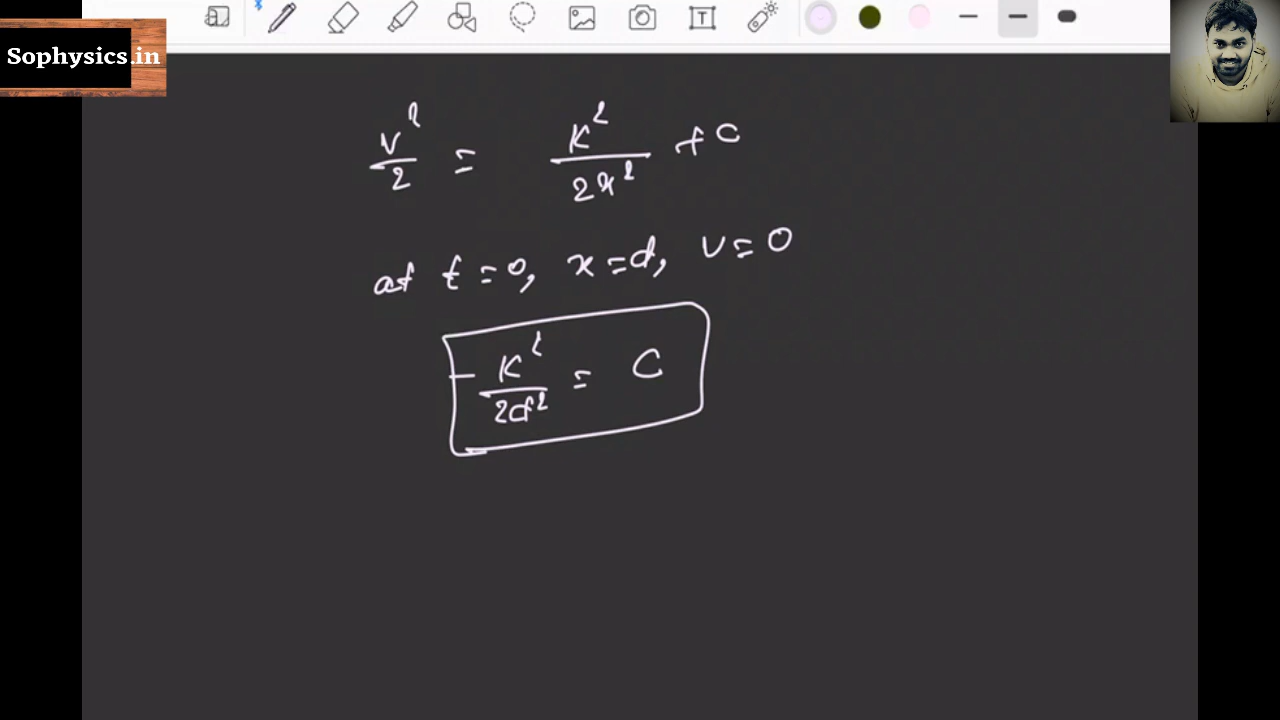 Sophysics.in
v²/2 = K²/2x² + C
at t = 0, x = d, v = 0
- K²/2d² = C